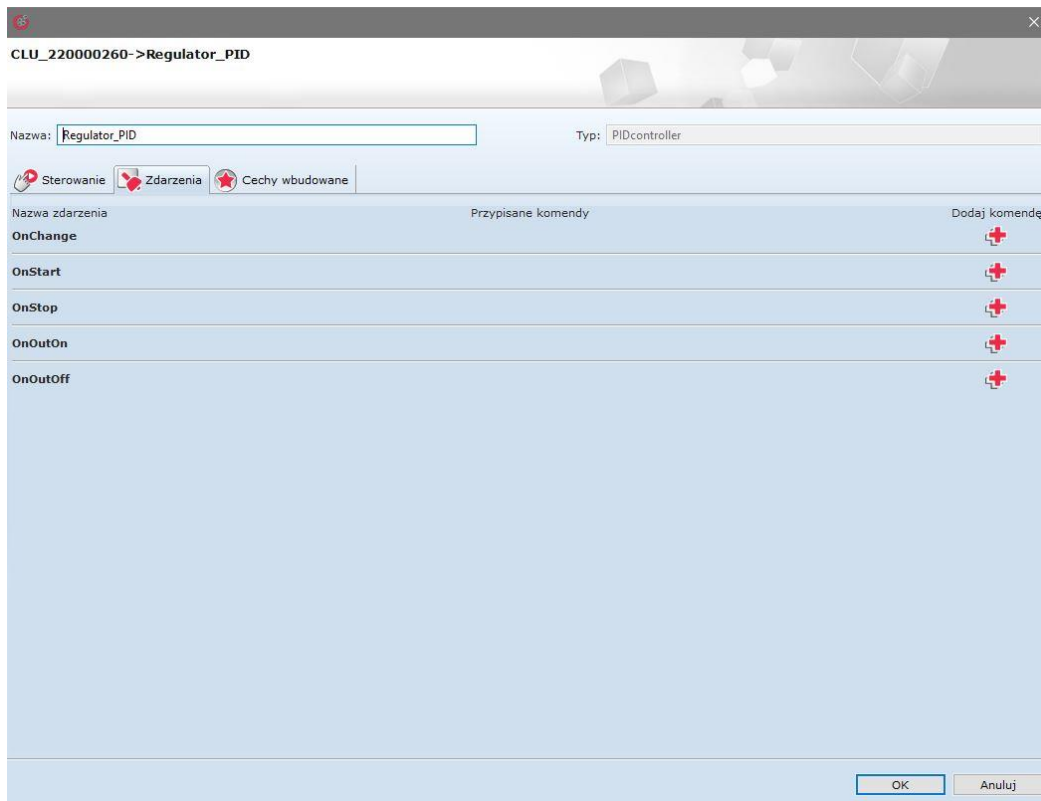 CLU_220000260->Regulator_PID
Nazwa: Regulator_PID Typ: PIDcontroller
Sterowanie Zdarzenia Cechy wbudowane
Nazwa zdarzenia Przypisane komendy Dodaj komendę
OnChange
OnStart
OnStop
OnOutOn
OnOutOff
OK Anuluj